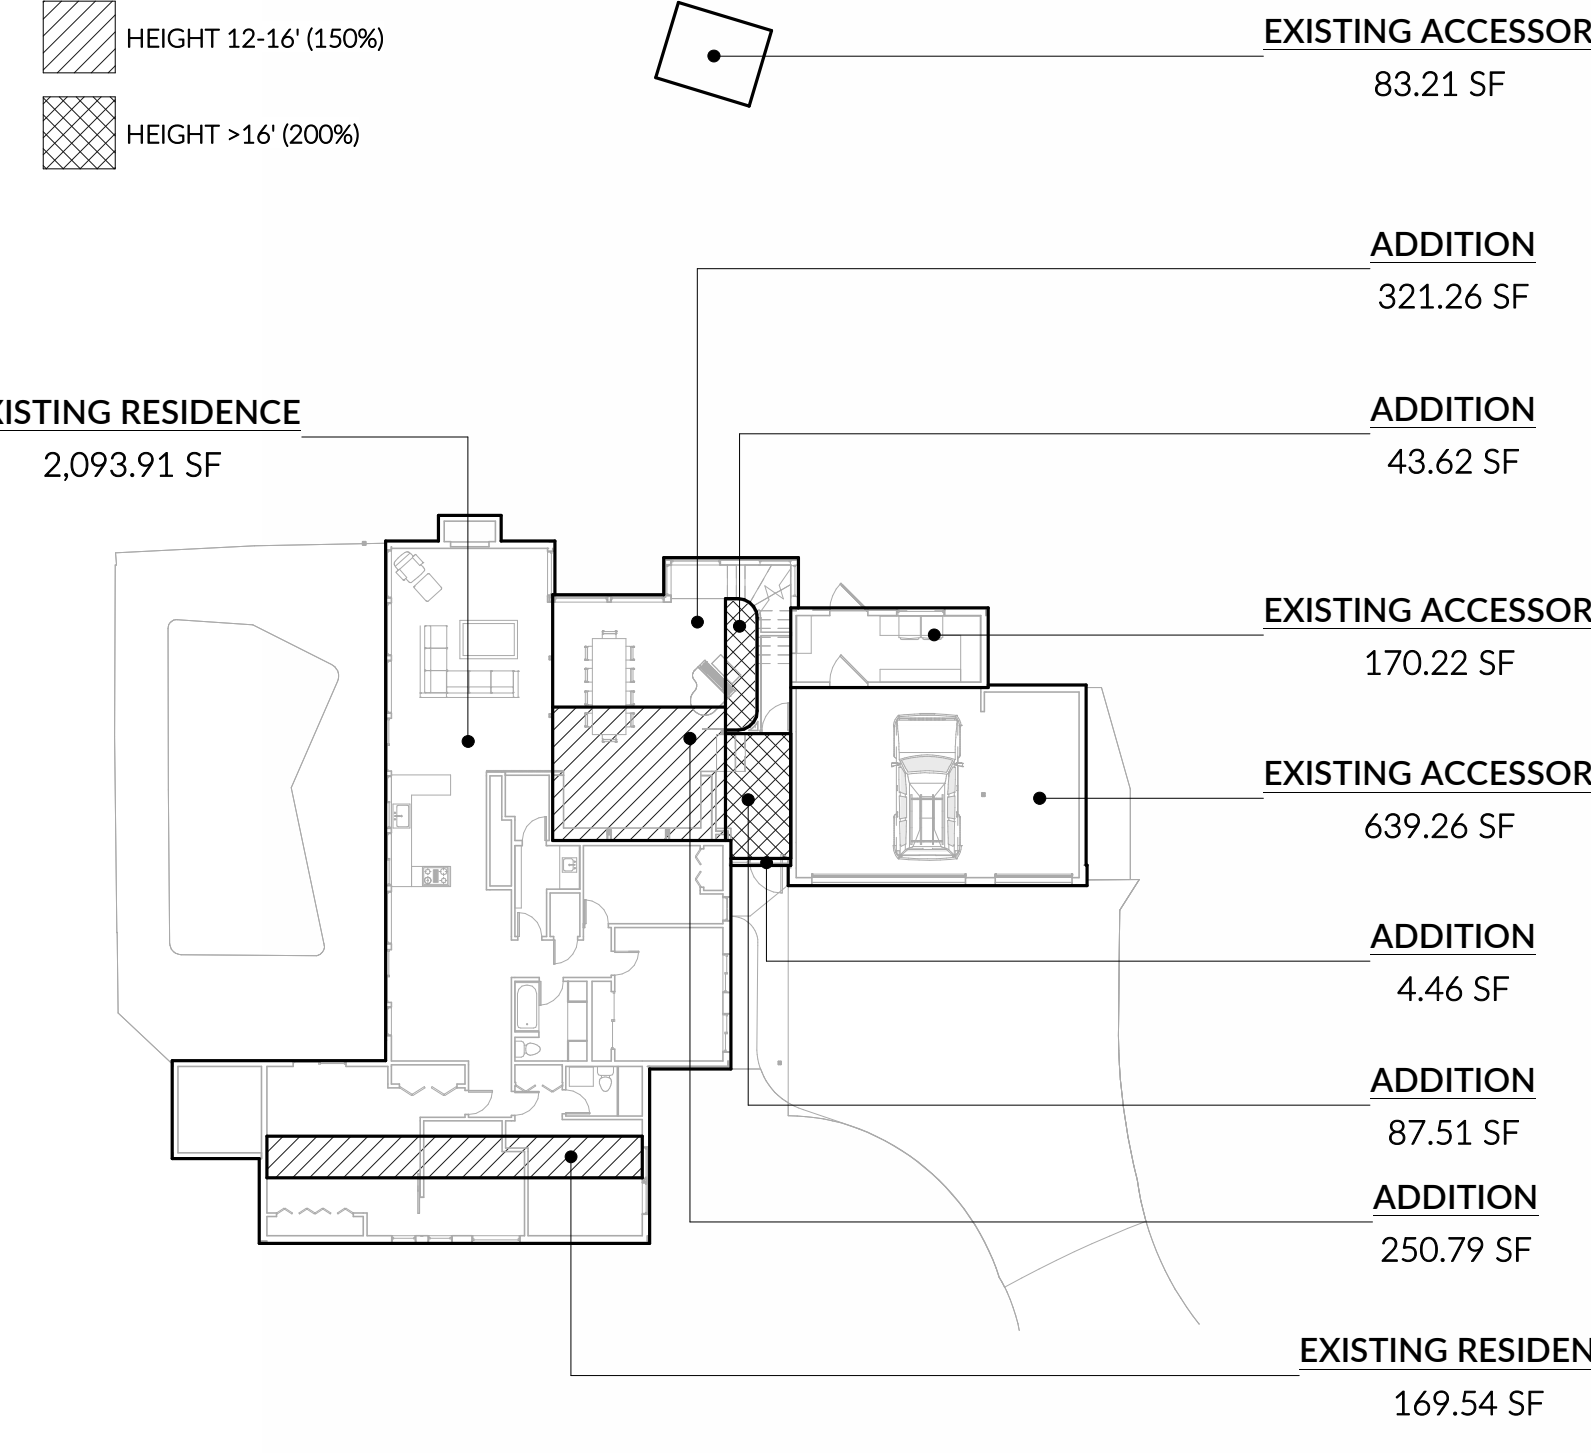 HEIGHT 12-16' (150%)
HEIGHT >16' (200%)
EXISTING ACCESSOR
83.21 SF
ADDITION
321.26 SF
XISTING RESIDENCE
2,093.91 SF
ADDITION
43.62 SF
EXISTING ACCESSOR
170.22 SF
EXISTING ACCESSOR
639.26 SF
ADDITION
4.46 SF
ADDITION
87.51 SF
ADDITION
250.79 SF
EXISTING RESIDEN
169.54 SF